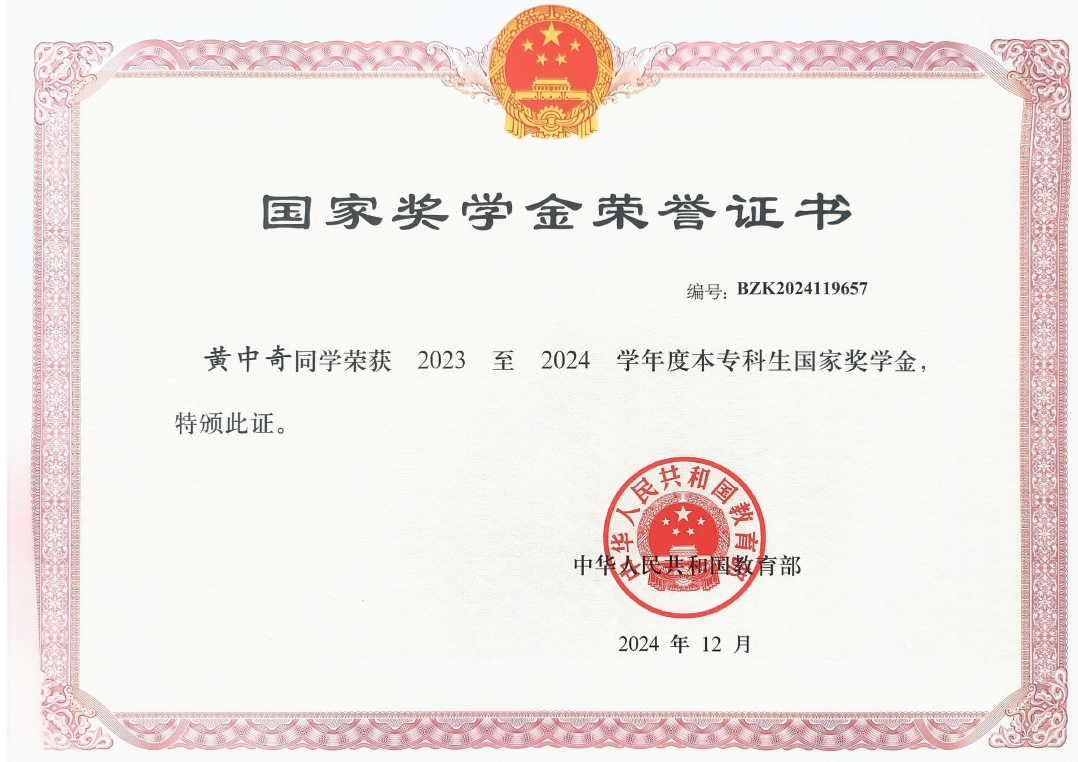 国家奖学金荣誉证书
编号：BZK2024119657
黄中奇同学荣获 2023 至 2024 学年度本专科生国家奖学金，
特颁此证。
中华人民共和国教育部
中华人民共和国教育部
2024 年 12 月